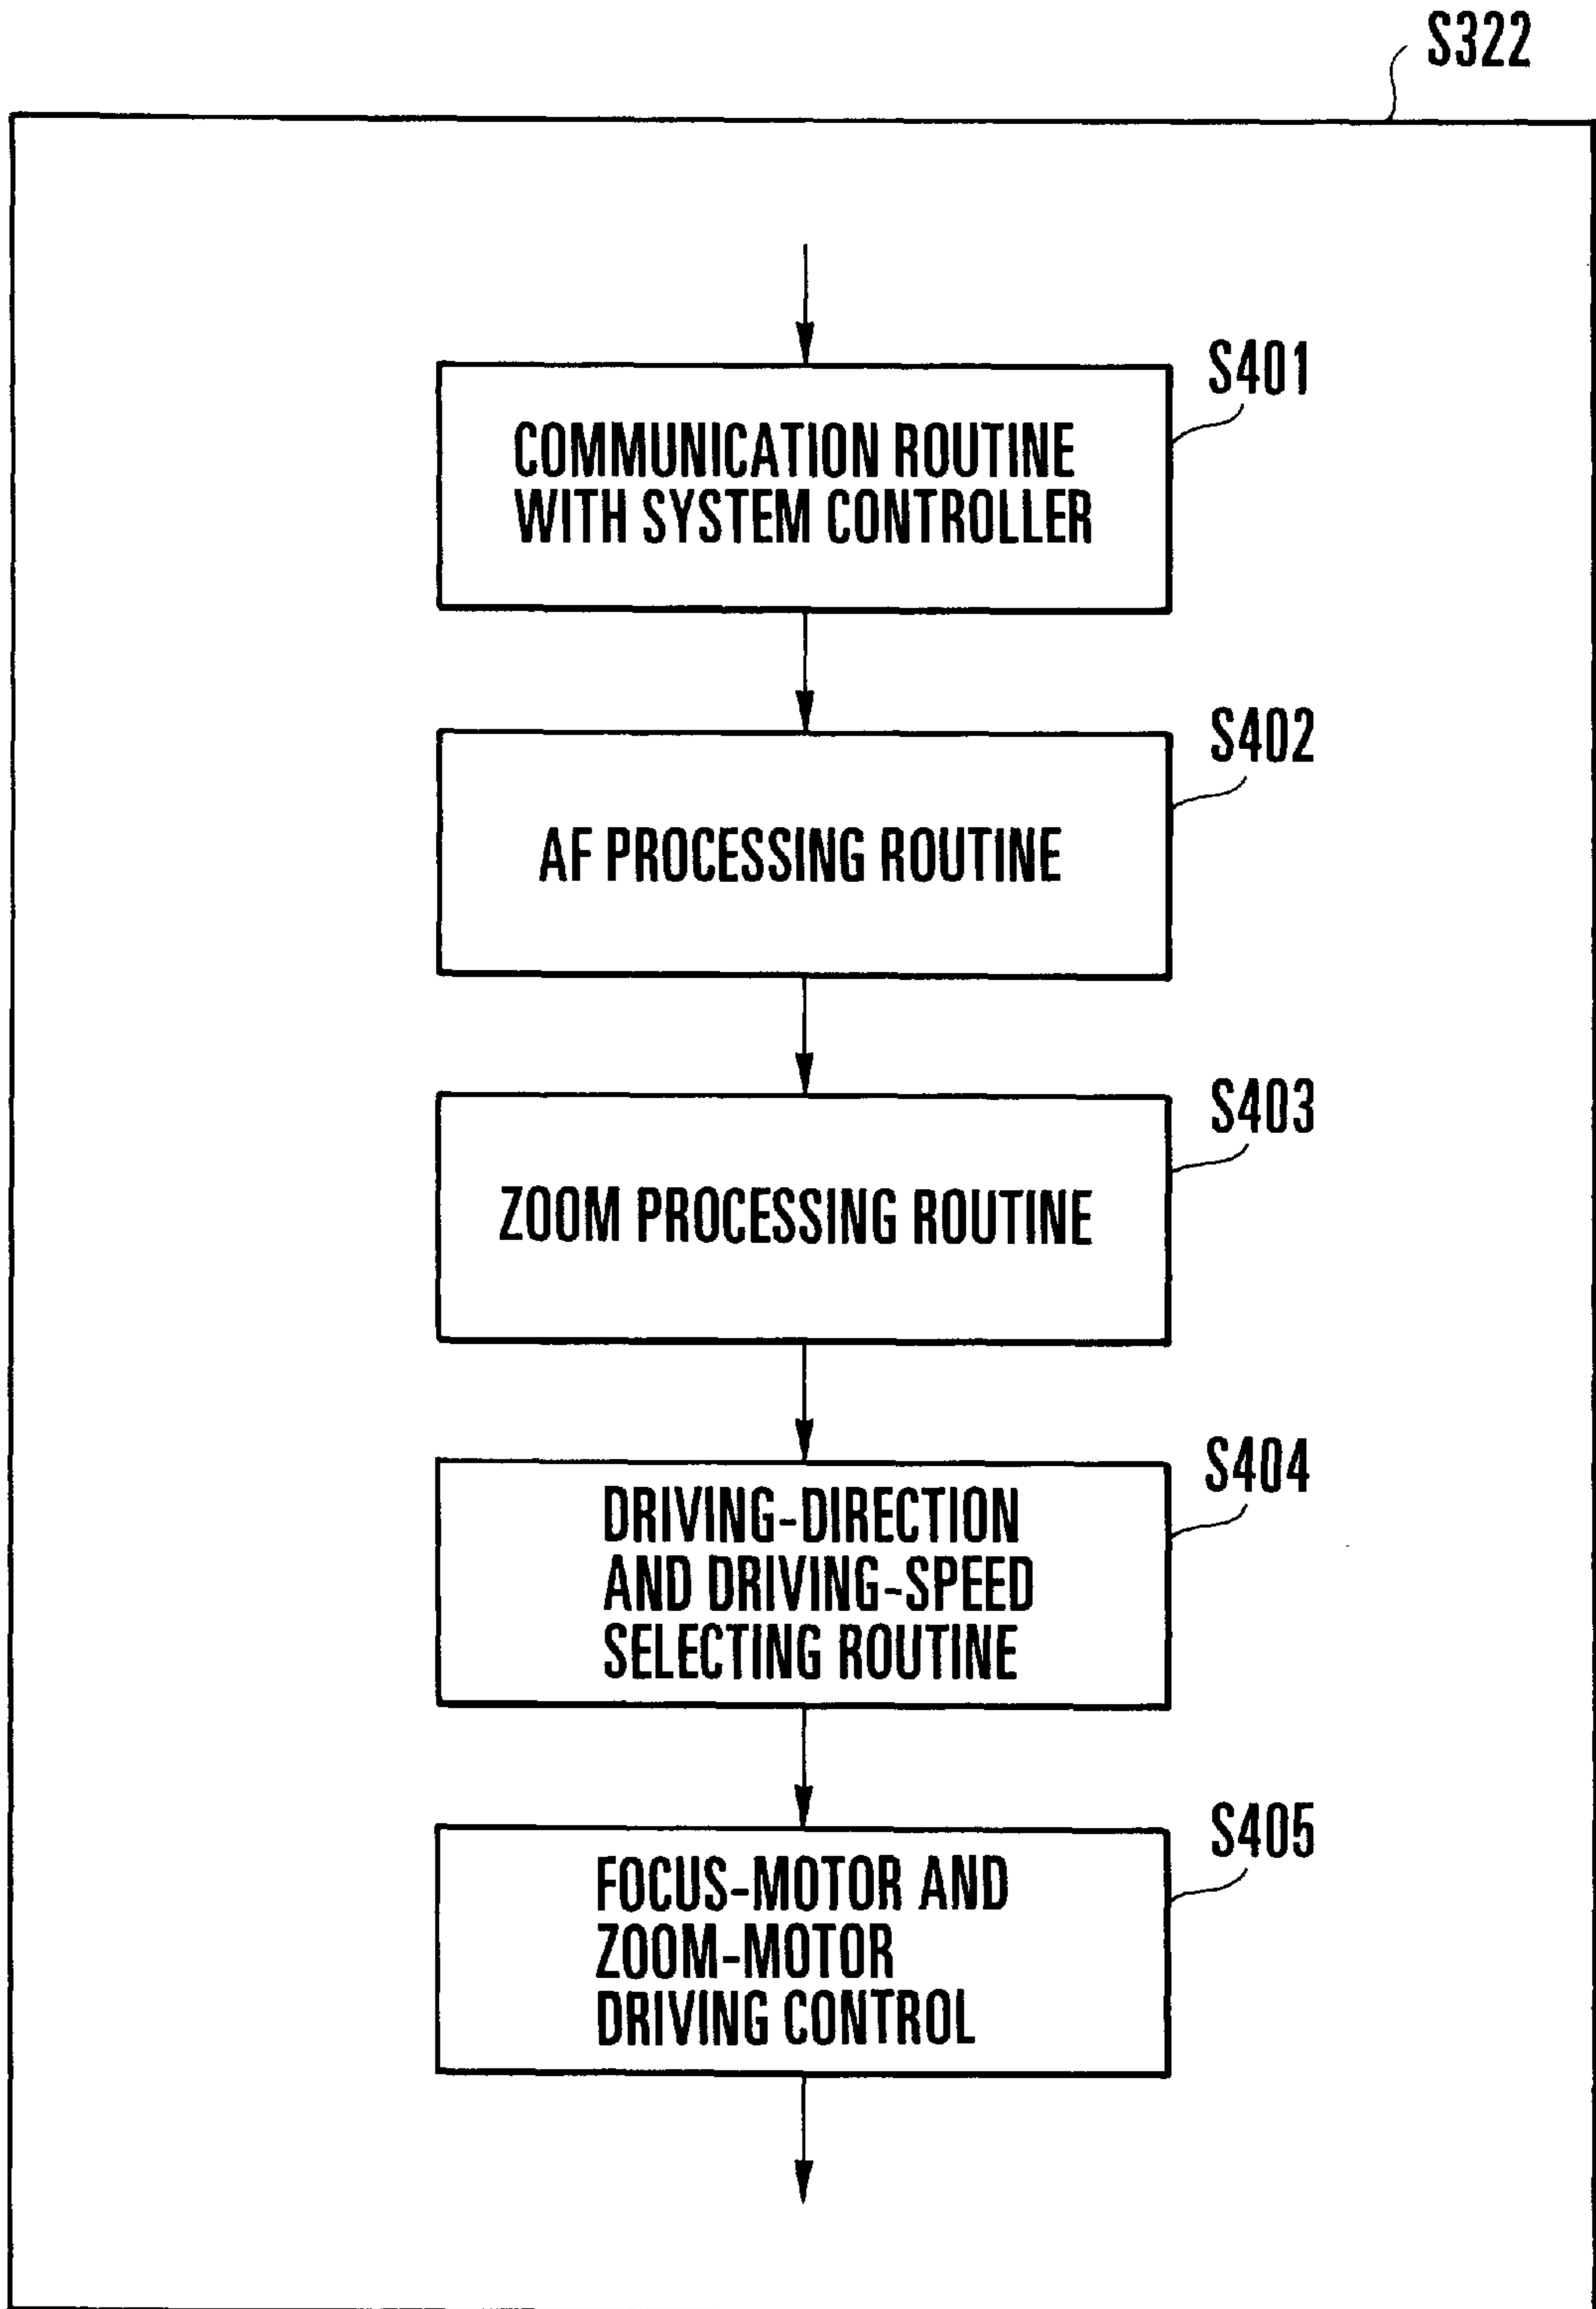 S322
S401
COMMUNICATION ROUTINE
WITH SYSTEM CONTROLLER
S402
AF PROCESSING ROUTINE
S403
ZOOM PROCESSING ROUTINE
S404
DRIVING-DIRECTION
AND DRIVING-SPEED
SELECTING ROUTINE
S405
FOCUS-MOTOR AND
ZOOM-MOTOR
DRIVING CONTROL